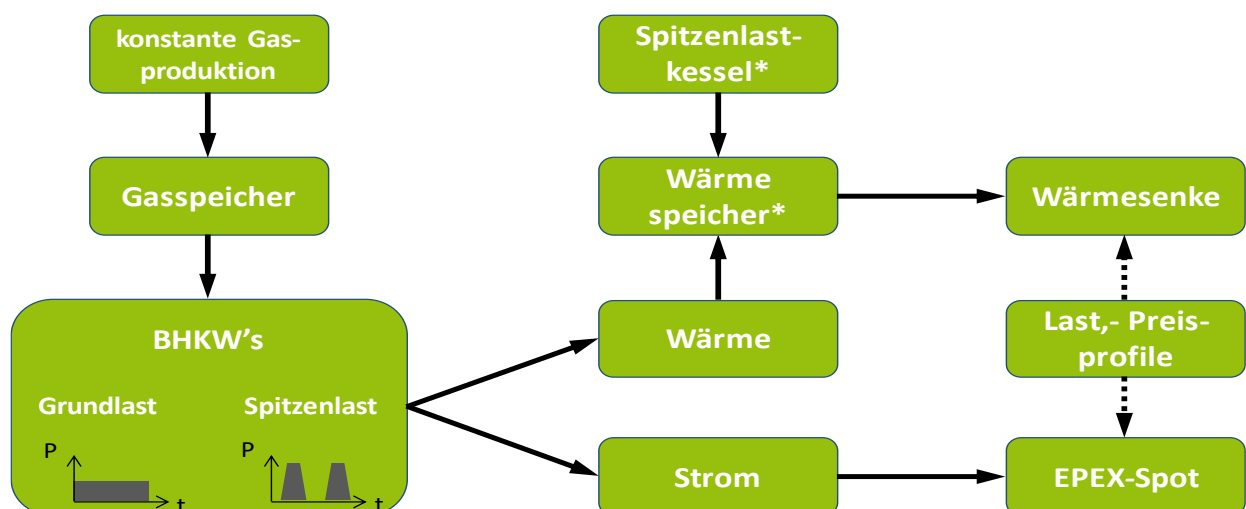 konstante Gas-
produktion
Spitzenlast-
kessel*
Gasspeicher
Wärme
speicher*
Wärmesenke
BHKW's
Grundlast
Spitzenlast
P
t
P
t
Wärme
Last,- Preis-
profile
Strom
EPEX-Spot